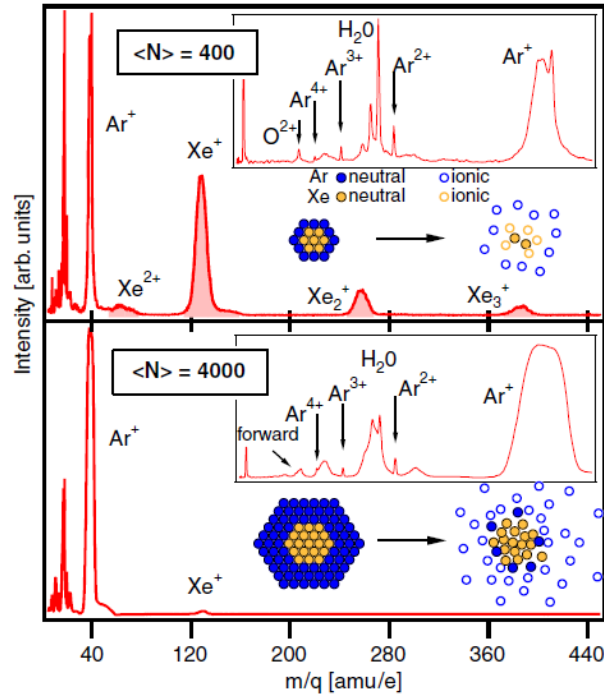 <N> = 400
Ar⁺
Xe⁺
Xe²⁺
Xe₂⁺
Xe₃⁺
H₂0
Ar³⁺
Ar²⁺
Ar⁺
Ar⁴⁺
O²⁺
Ar neutral ionic
Xe neutral ionic
Intensity [arb. units]
<N> = 4000
Ar⁺
Xe⁺
H₂0
Ar³⁺
Ar²⁺
Ar⁺
Ar⁴⁺
forward
40 120 200 280 360 440
m/q [amu/e]